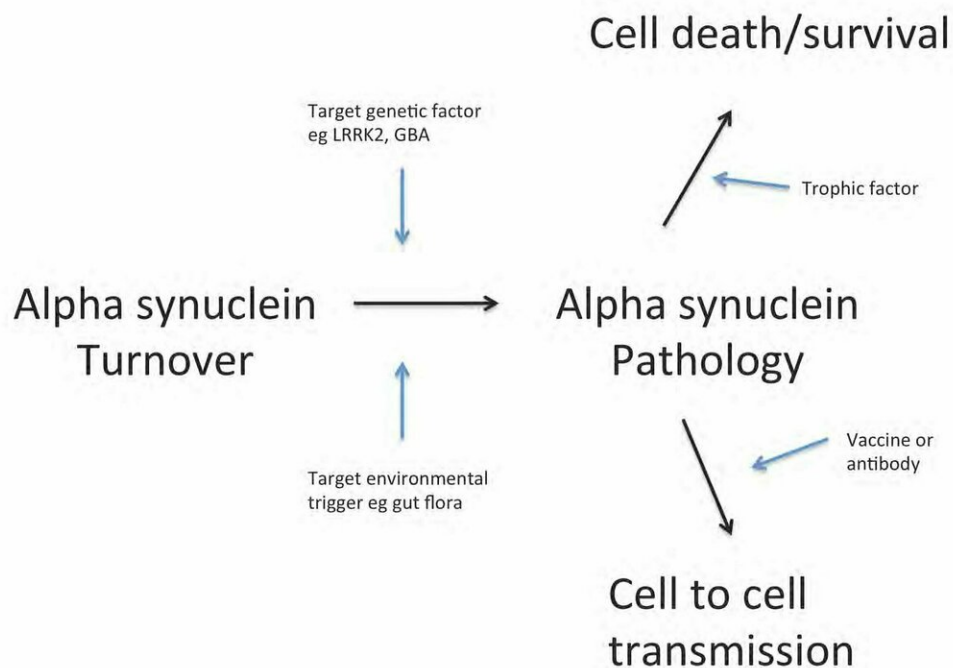 Cell death/survival
Target genetic factor
eg LRRK2, GBA
Trophic factor
Alpha synuclein
Turnover
Alpha synuclein
Pathology
Vaccine or
antibody
Target environmental
trigger eg gut flora
Cell to cell
transmission